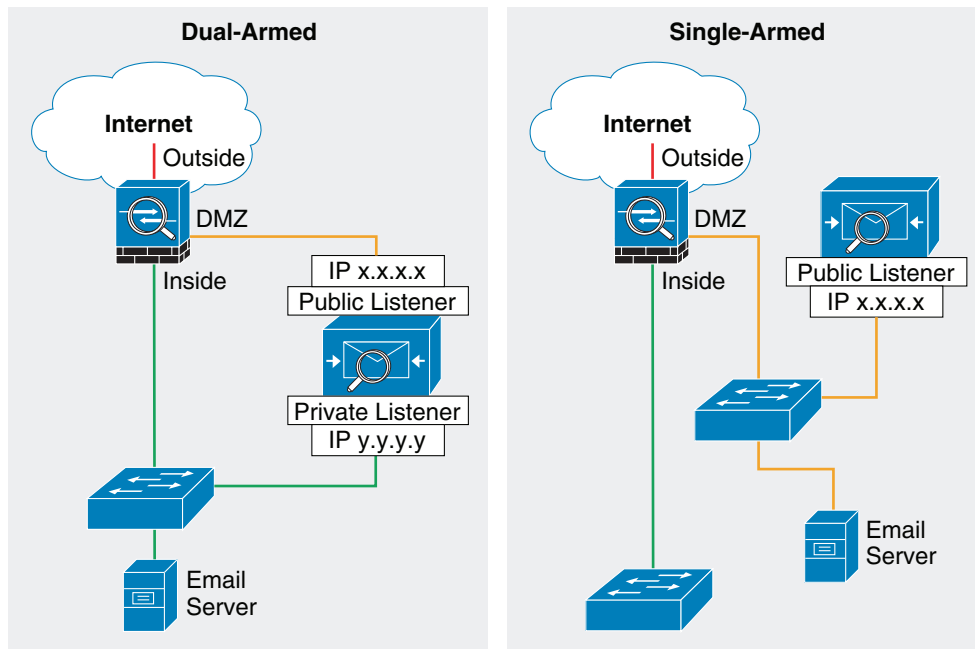 Dual-Armed
Internet
Outside
DMZ
Inside
IP x.x.x.x
Public Listener
Private Listener
IP y.y.y.y
Email
Server
Single-Armed
Internet
Outside
DMZ
Inside
Public Listener
IP x.x.x.x
Email
Server